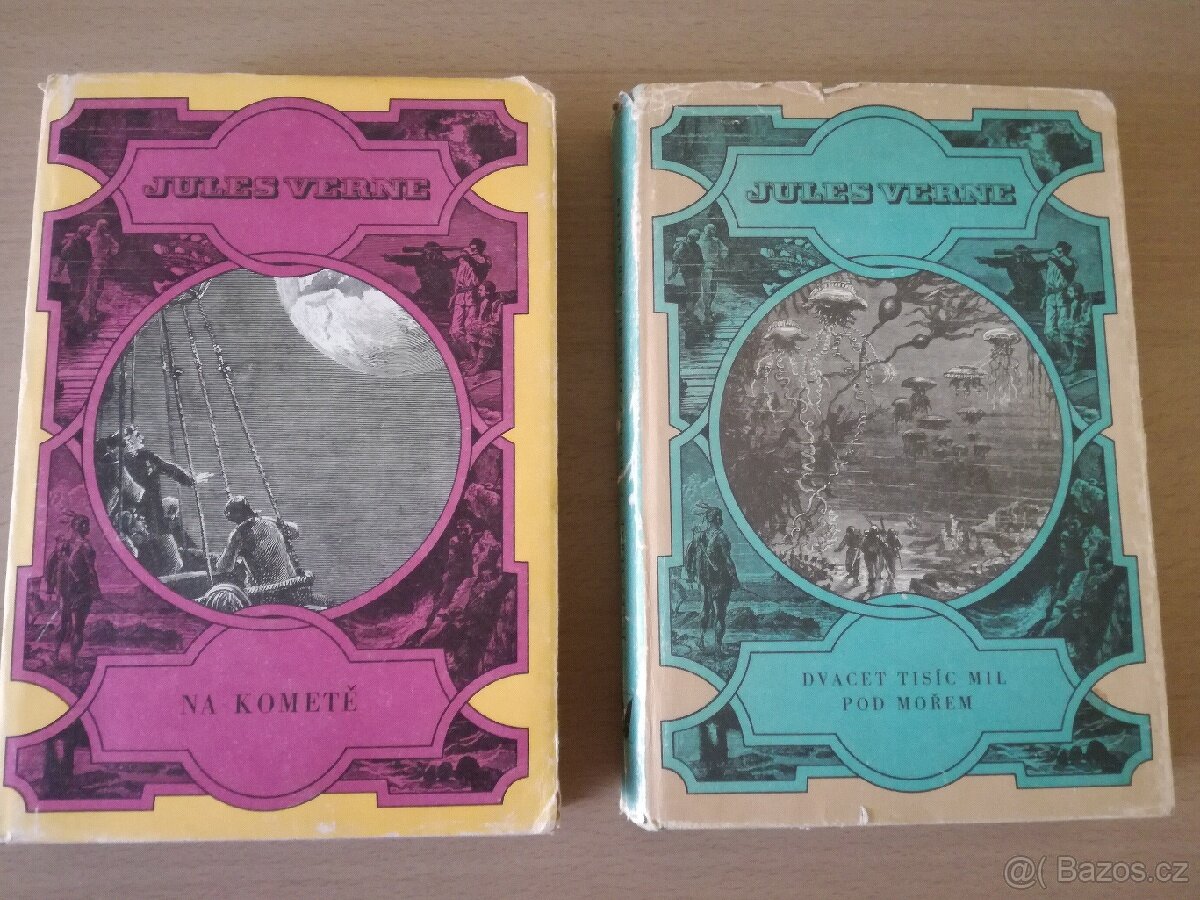 JULES VERNE
NA KOMETĚ
JULES VERNE
DVACET TISÍC MIL
POD MOŘEM
@( Bazos.cz